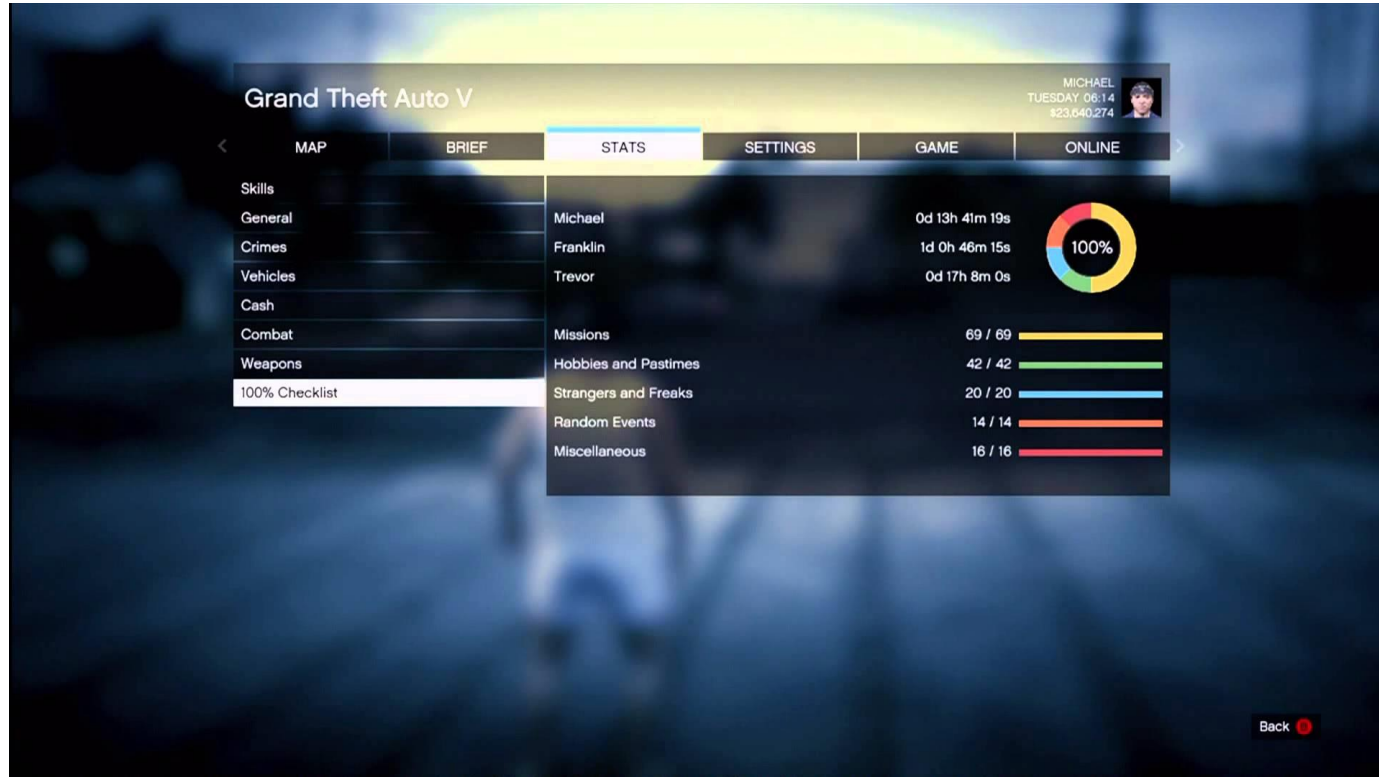 Grand Theft Auto V
MICHAEL
TUESDAY 06:14
$23,640,274
MAP BRIEF STATS SETTINGS GAME ONLINE
Skills
General
Crimes
Vehicles
Cash
Combat
Weapons
100% Checklist
Michael 0d 13h 41m 19s
Franklin 1d 0h 46m 15s
Trevor 0d 17h 8m 0s
100%
Missions 69 / 69
Hobbies and Pastimes 42 / 42
Strangers and Freaks 20 / 20
Random Events 14 / 14
Miscellaneous 16 / 16
Back B